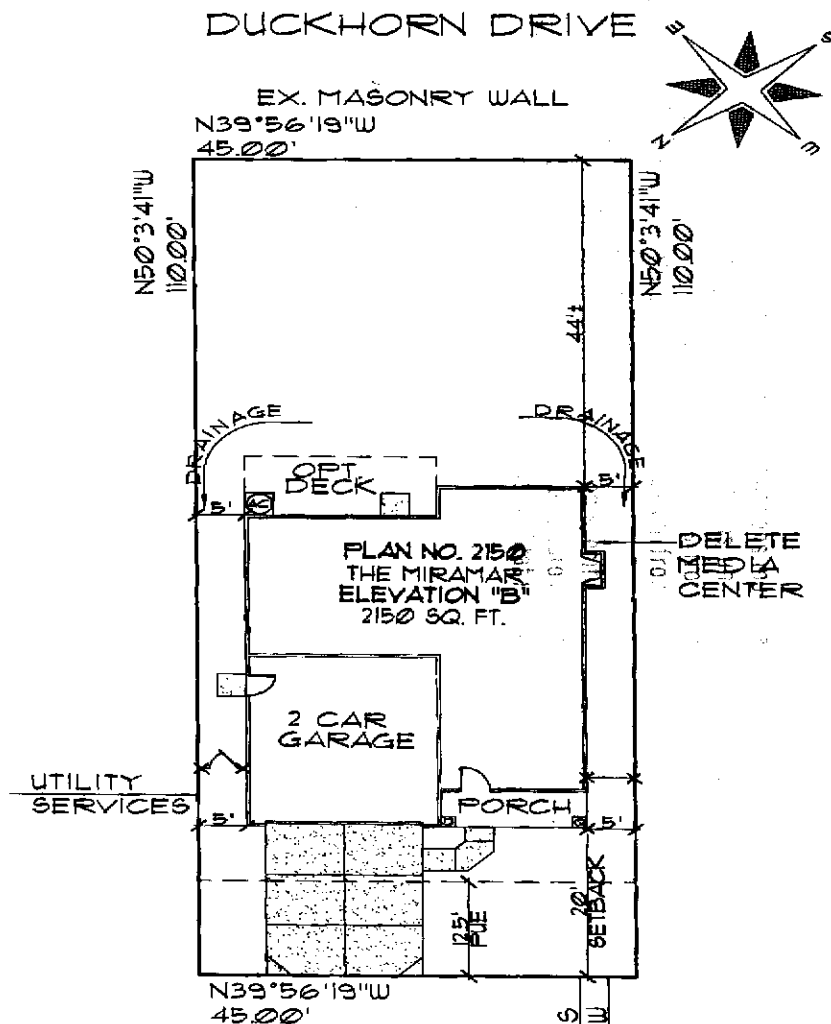 DUCKHORN DRIVE
E
S
N
W
EX. MASONRY WALL
N39°56'19"W
45.00'
N50°3'41"W
110.00'
N50°3'41"W
110.00'
44'±
DRAINAGE
DRAINAGE
OPT.
DECK
AC
5'
5'
PLAN NO. 2150
THE MIRAMAR
ELEVATION "B"
2150 SQ. FT.
DELETE
MEDIA
CENTER
2 CAR
GARAGE
UTILITY
SERVICES
PORCH
5'
5'
12.5'
PUE
20'
SETBACK
N39°56'19"W
45.00'
S
W